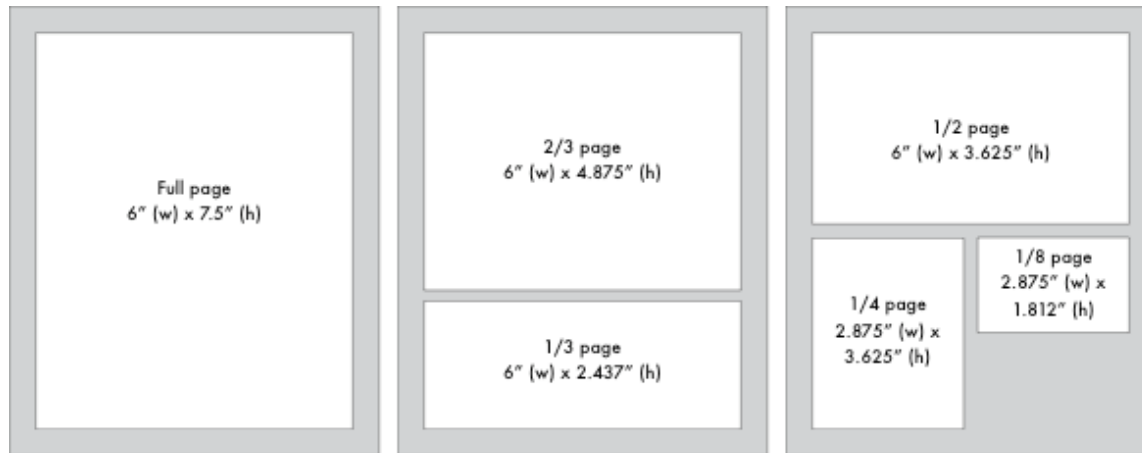 Full page
6” (w) x 7.5” (h)
2/3 page
6” (w) x 4.875” (h)
1/3 page
6” (w) x 2.437” (h)
1/2 page
6” (w) x 3.625” (h)
1/4 page
2.875” (w) x
3.625” (h)
1/8 page
2.875” (w) x
1.812” (h)